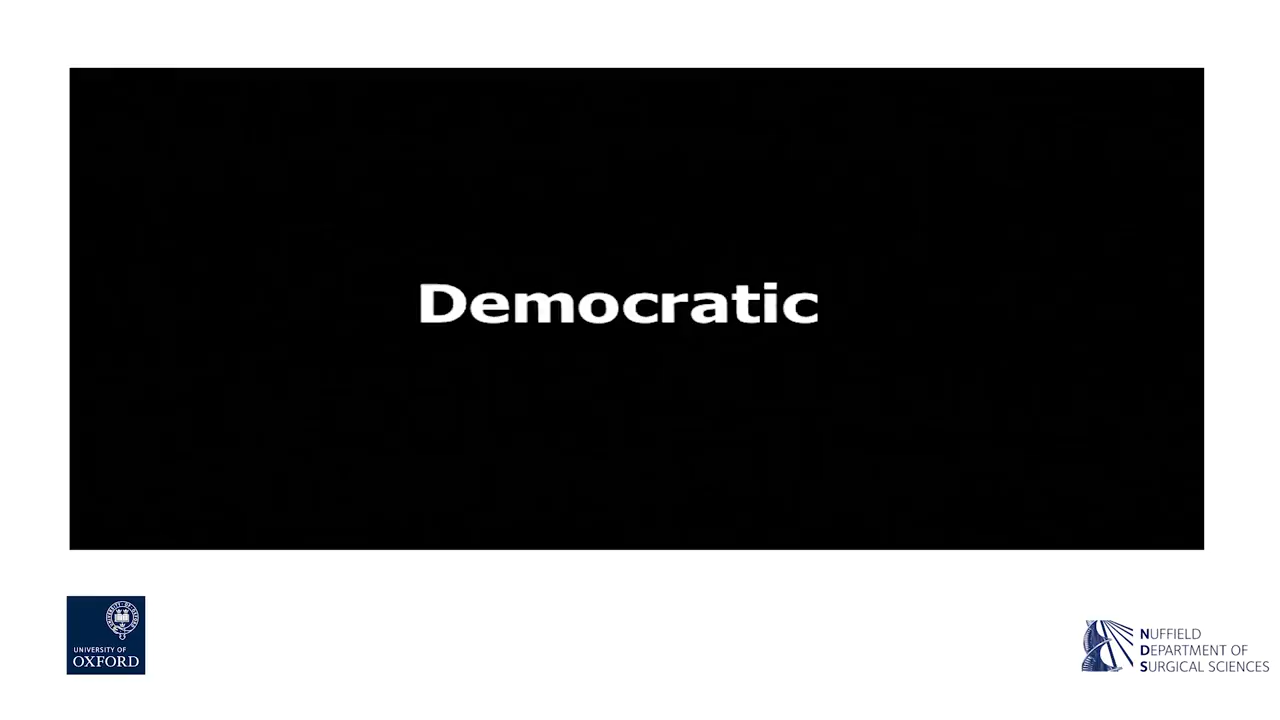 Democratic
UNIVERSITY OF
OXFORD
NUFFIELD
DEPARTMENT OF
SURGICAL SCIENCES